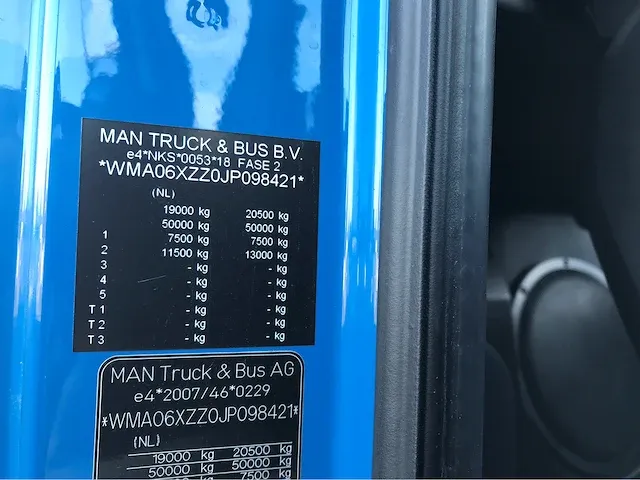 MAN TRUCK & BUS B.V.
e4*NKS*0053*18 FASE 2
*WMA06XZZ0JP098421*
(NL)
19000 kg 20500 kg
50000 kg 50000 kg
1 7500 kg 7500 kg
2 11500 kg 13000 kg
3 - kg - kg
4 - kg - kg
5 - kg - kg
T 1 - kg - kg
T 2 - kg - kg
T 3 - kg - kg
MAN Truck & Bus AG
e4*2007/46*0229
*WMA06XZZ0JP098421*
(NL)
19000 kg 20500 kg
50000 kg 50000 kg
7500 kg